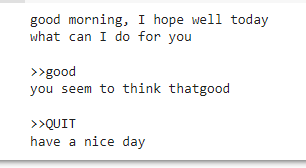 good morning, I hope well today
what can I do for you
>>good
you seem to think thatgood
>>QUIT
have a nice day